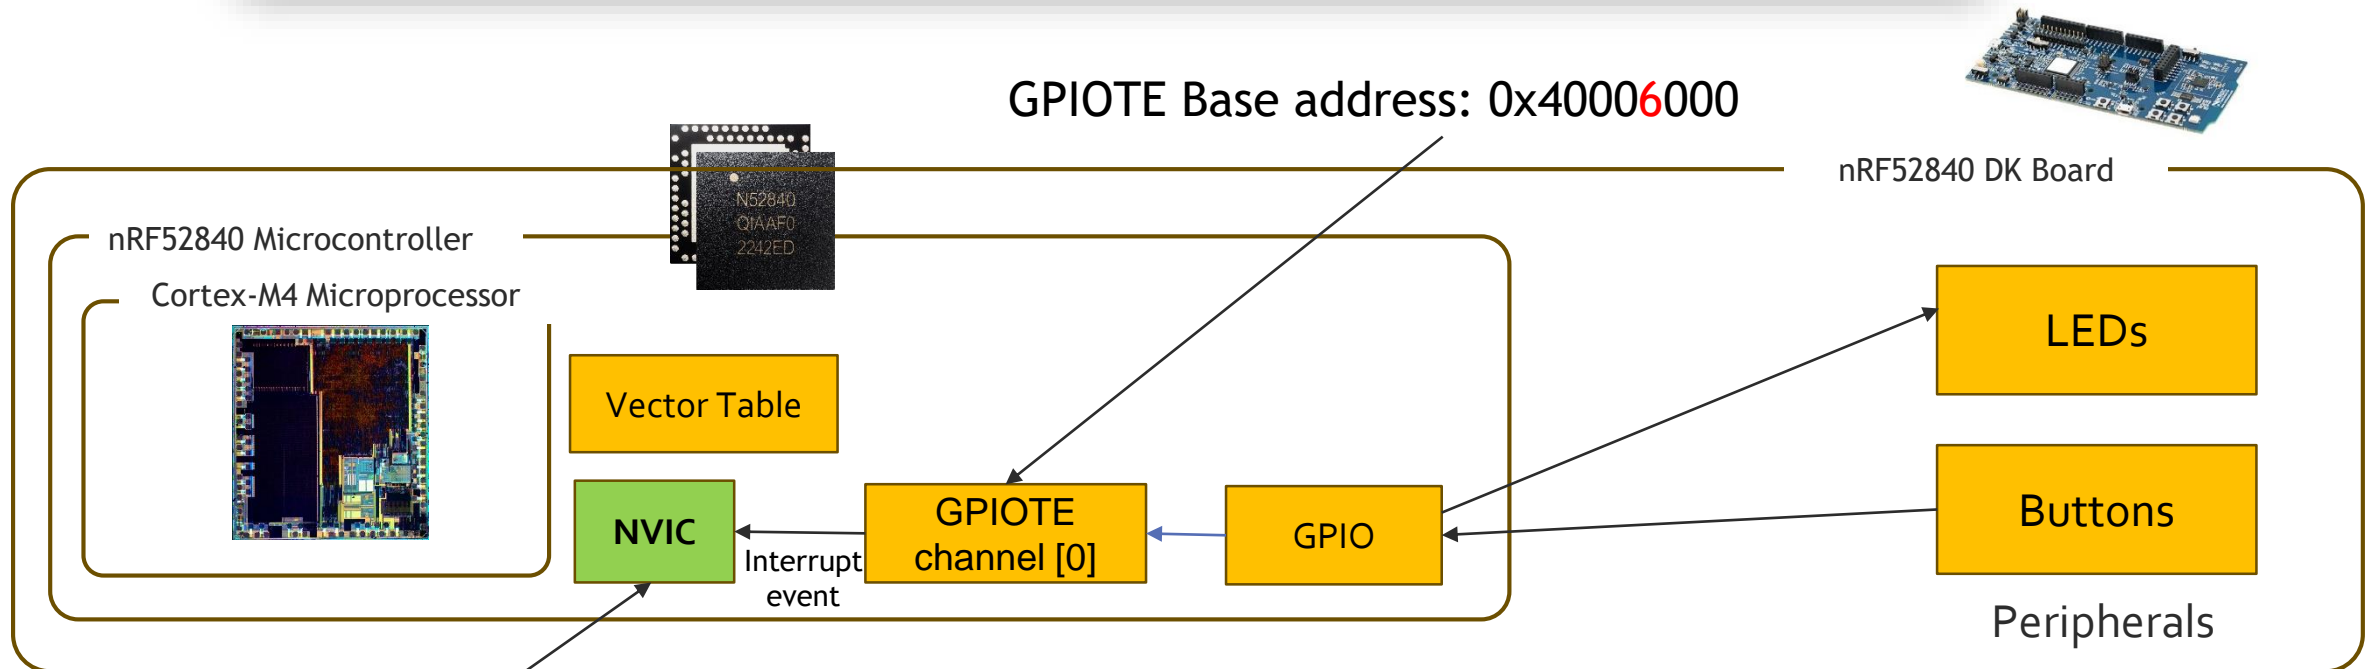 GPIOTE Base address: 0x40006000
nRF52840 DK Board
N52840
QIAAF0
2242ED
nRF52840 Microcontroller
Cortex-M4 Microprocessor
LEDs
Vector Table
NVIC
Interrupt
event
GPIOTE
channel [0]
GPIO
Buttons
Peripherals